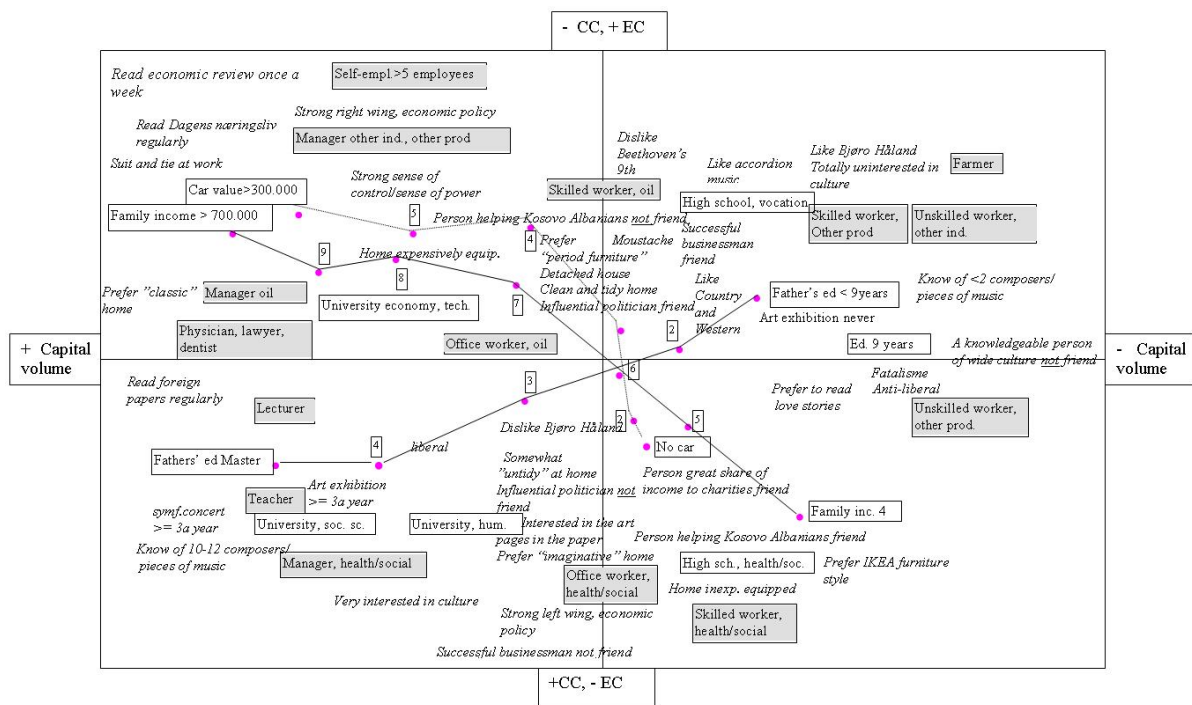 - CC, + EC
Read economic review once a
week
Self-empl.>5 employees
Strong right wing, economic policy
Read Dagens næringsliv
regularly
Manager other ind., other prod
Suit and tie at work
Dislike
Beethoven's
9th
Like accordion
music
Like Bjøro Håland
Totally uninterested in
culture
Farmer
Car value>300.000
Strong sense of
control/sense of power
Skilled worker, oil
High school, vocation
Family income > 700.000
5
Person helping Kosovo Albanians not friend
4
Skilled worker,
Other prod
Unskilled worker,
other ind.
9
Home expensively equip.
8
Prefer
"period furniture"
Detached house
Clean and tidy home
Influential politician friend
Moustache
Successful
businessman
friend
Like
Country
and
Western
Know of <2 composers/
pieces of music
Prefer "classic"
home
Manager oil
University economy, tech.
7
Father's ed < 9years
Art exhibition never
Physician, lawyer,
dentist
Office worker, oil
2
Ed. 9 years
A knowledgeable person
of wide culture not friend
+ Capital
volume
- Capital
volume
Read foreign
papers regularly
Lecturer
3
6
Prefer to read
love stories
Fatalisme
Anti-liberal
Unskilled worker,
other prod.
4
liberal
Dislike Bjøro Håland
2
5
No car
Fathers' ed Master
Somewhat
"untidy" at home
Influential politician not
friend
Person great share of
income to charities friend
Teacher
Art exhibition
>= 3a year
symf.concert
>= 3a year
University, soc. sc.
University, hum.
Interested in the art
pages in the paper
Prefer "imaginative" home
Family inc. 4
Person helping Kosovo Albanians friend
Know of 10-12 composers/
pieces of music
Manager, health/social
Office worker,
health/social
High sch., health/soc.
Prefer IKEA furniture
style
Home inexp. equipped
Very interested in culture
Strong left wing, economic
policy
Skilled worker,
health/social
Successful businessman not friend
+CC, - EC